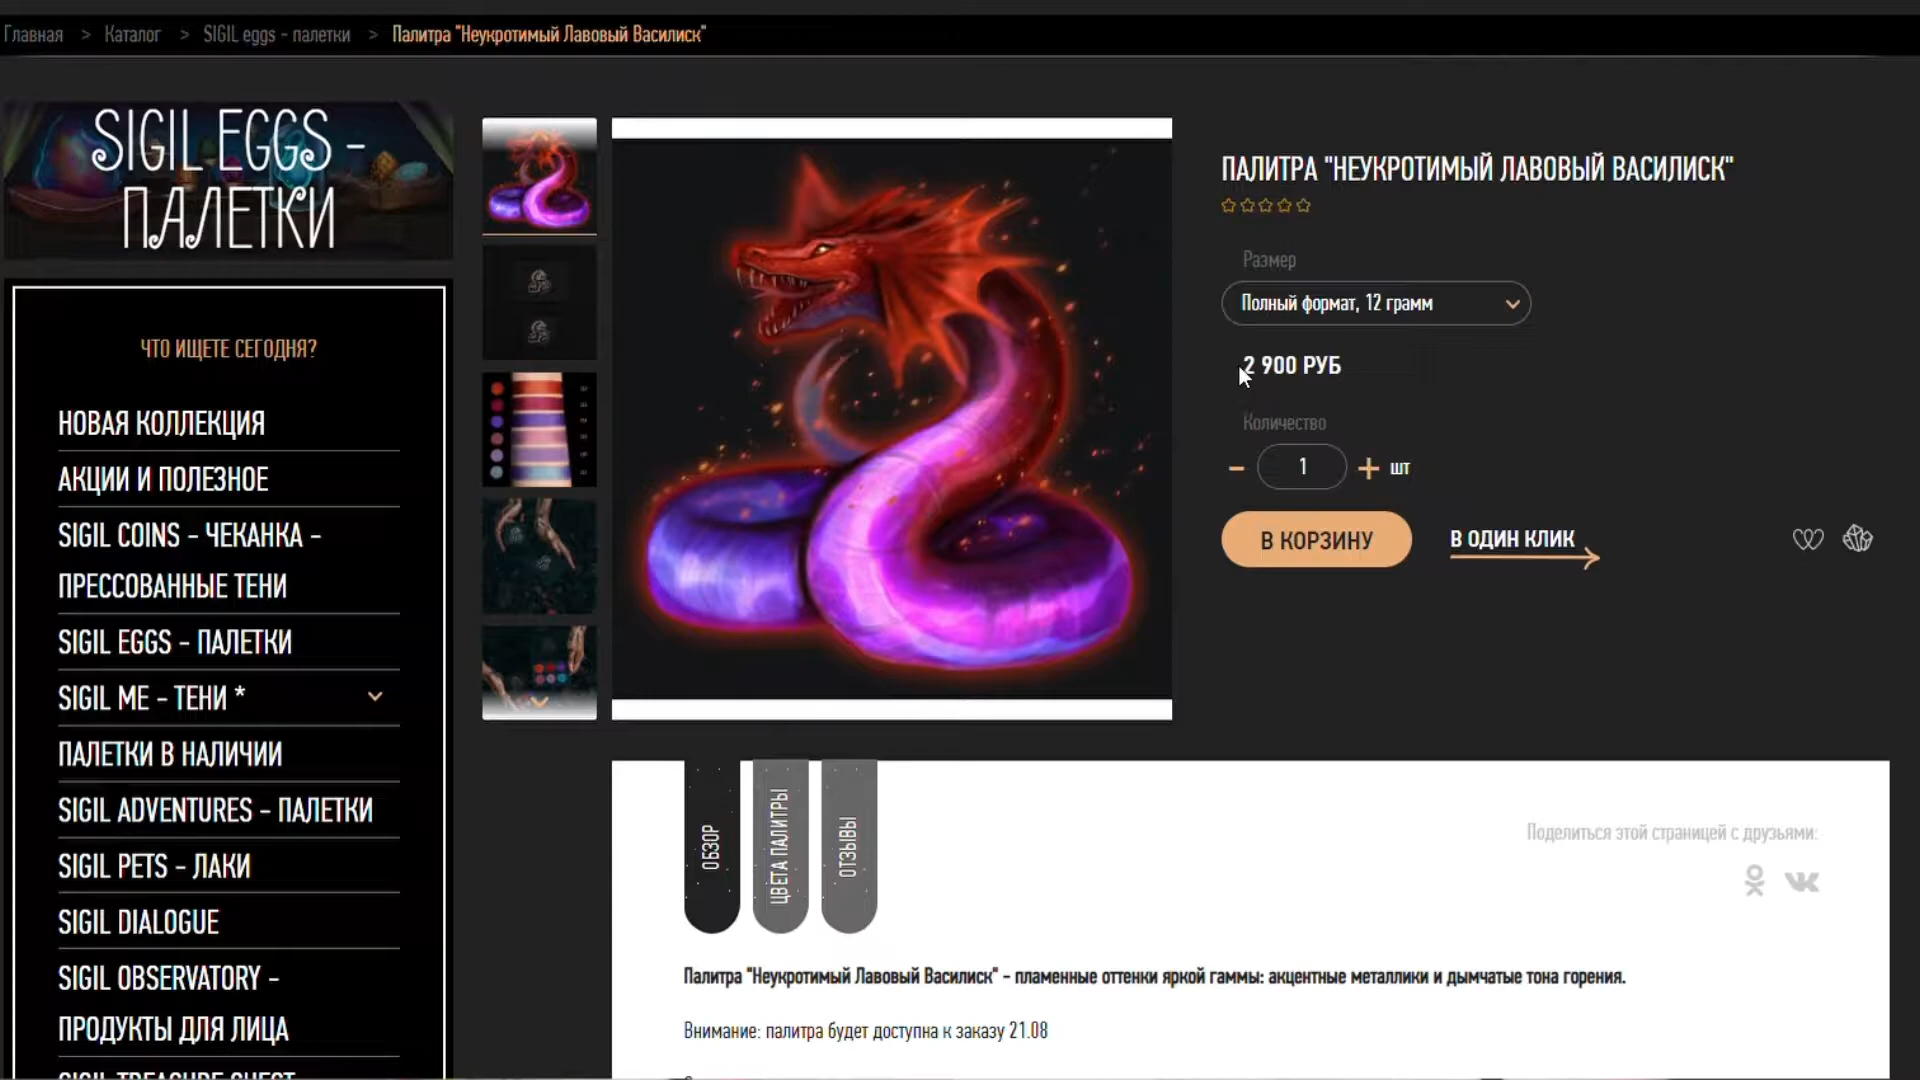 Главная > Каталог > SIGIL eggs - палетки > Палитра "Неукротимый Лавовый Василиск"
SIGIL EGGS -
ПАЛЕТКИ
ЧТО ИЩЕТЕ СЕГОДНЯ?
НОВАЯ КОЛЛЕКЦИЯ
АКЦИИ И ПОЛЕЗНОЕ
SIGIL COINS - ЧЕКАНКА -
ПРЕССОВАННЫЕ ТЕНИ
SIGIL EGGS - ПАЛЕТКИ
SIGIL ME - ТЕНИ *
ПАЛЕТКИ В НАЛИЧИИ
SIGIL ADVENTURES - ПАЛЕТКИ
SIGIL PETS - ЛАКИ
SIGIL DIALOGUE
SIGIL OBSERVATORY -
ПРОДУКТЫ ДЛЯ ЛИЦА
SIGIL TREASURE CHEST
ПАЛИТРА "НЕУКРОТИМЫЙ ЛАВОВЫЙ ВАСИЛИСК"
Размер
Полный формат, 12 грамм
2 900 РУБ
Количество
- 1 + шт
В КОРЗИНУ
В ОДИН КЛИК
ОБЗОР
ЦВЕТА ПАЛИТРЫ
ОТЗЫВЫ
Поделиться этой страницей с друзьями:
Палитра "Неукротимый Лавовый Василиск" - пламенные оттенки яркой гаммы: акцентные металлики и дымчатые тона горения.
Внимание: палитра будет доступна к заказу 21.08